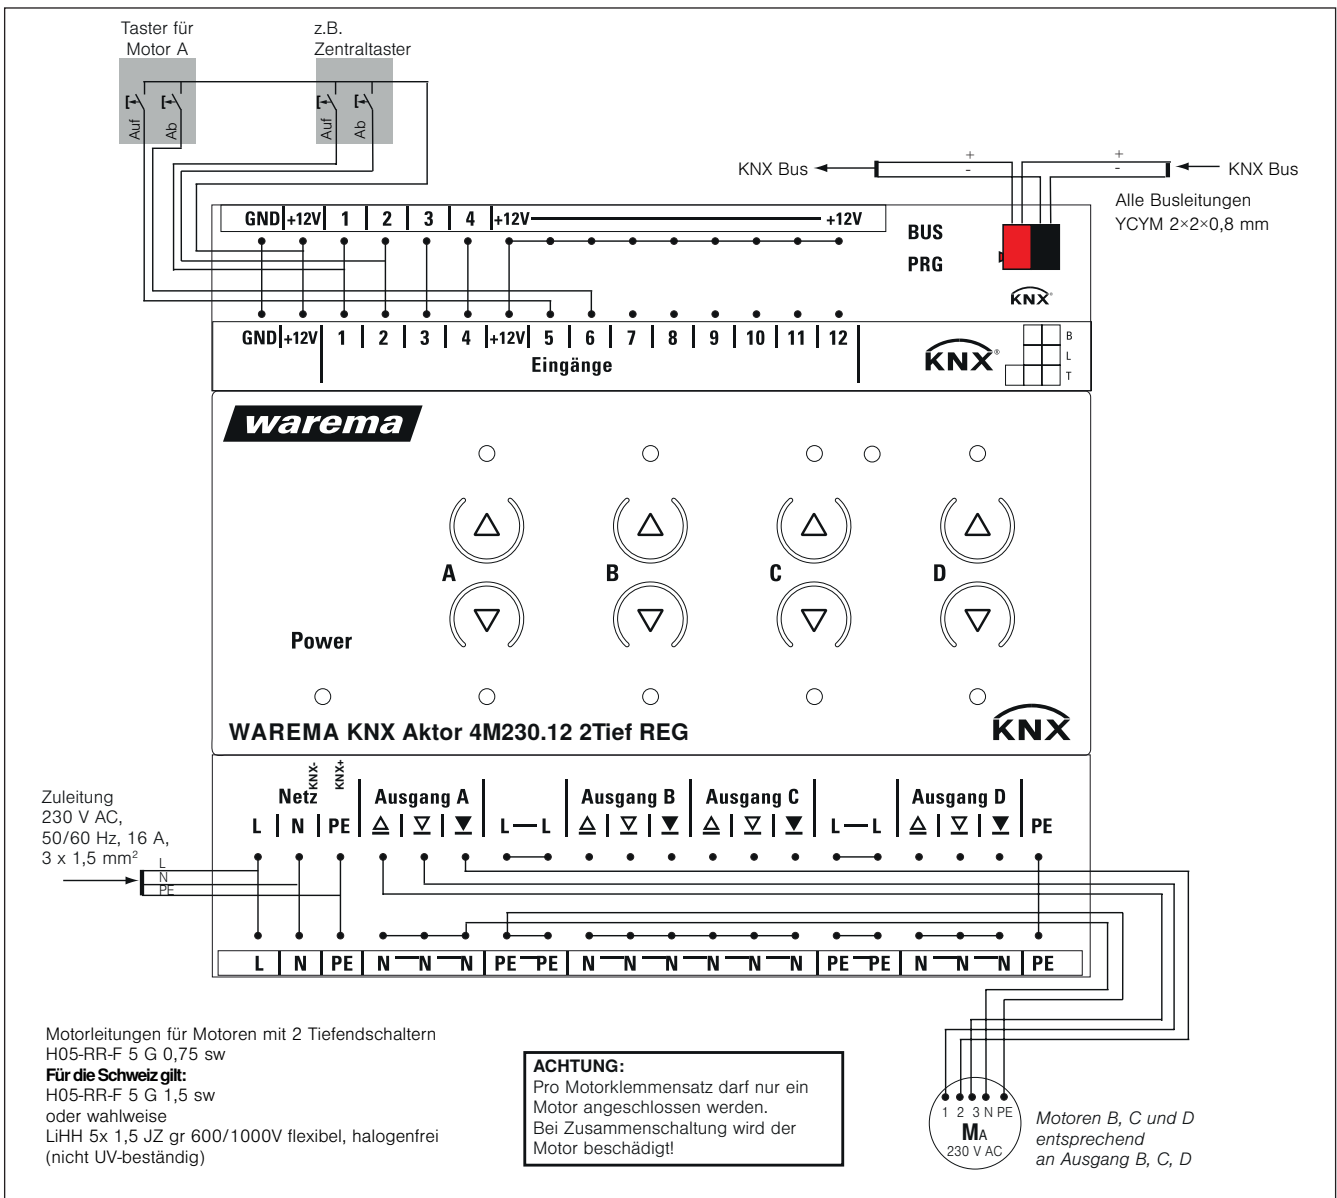 Taster für
Motor A
z.B.
Zentraltaster
Auf
Ab
Auf
Ab
KNX Bus
+
-
+
-
KNX Bus
Alle Busleitungen
YCYM 2×2×0,8 mm
GND +12V 1 2 3 4 +12V +12V
BUS
PRG
KNX®
GND +12V 1 2 3 4 +12V 5 6 7 8 9 10 11 12
Eingänge
KNX®
B
L
T
warema
A B C D
Power
WAREMA KNX Aktor 4M230.12 2Tief REG
KNX
Zuleitung
230 V AC,
50/60 Hz, 16 A,
3 x 1,5 mm²
L
N
PE
Netz KNX- KNX+ Ausgang A Ausgang B Ausgang C Ausgang D
L N PE L L L L PE
L N PE N N N PE PE N N N N N N PE PE N N N PE
Motorleitungen für Motoren mit 2 Tiefendschaltern
H05-RR-F 5 G 0,75 sw
Für die Schweiz gilt:
H05-RR-F 5 G 1,5 sw
oder wahlweise
LiHH 5x 1,5 JZ gr 600/1000V flexibel, halogenfrei
(nicht UV-beständig)
ACHTUNG:
Pro Motorklemmensatz darf nur ein
Motor angeschlossen werden.
Bei Zusammenschaltung wird der
Motor beschädigt!
1 2 3 N PE
MA
230 V AC
Motoren B, C und D
entsprechend
an Ausgang B, C, D